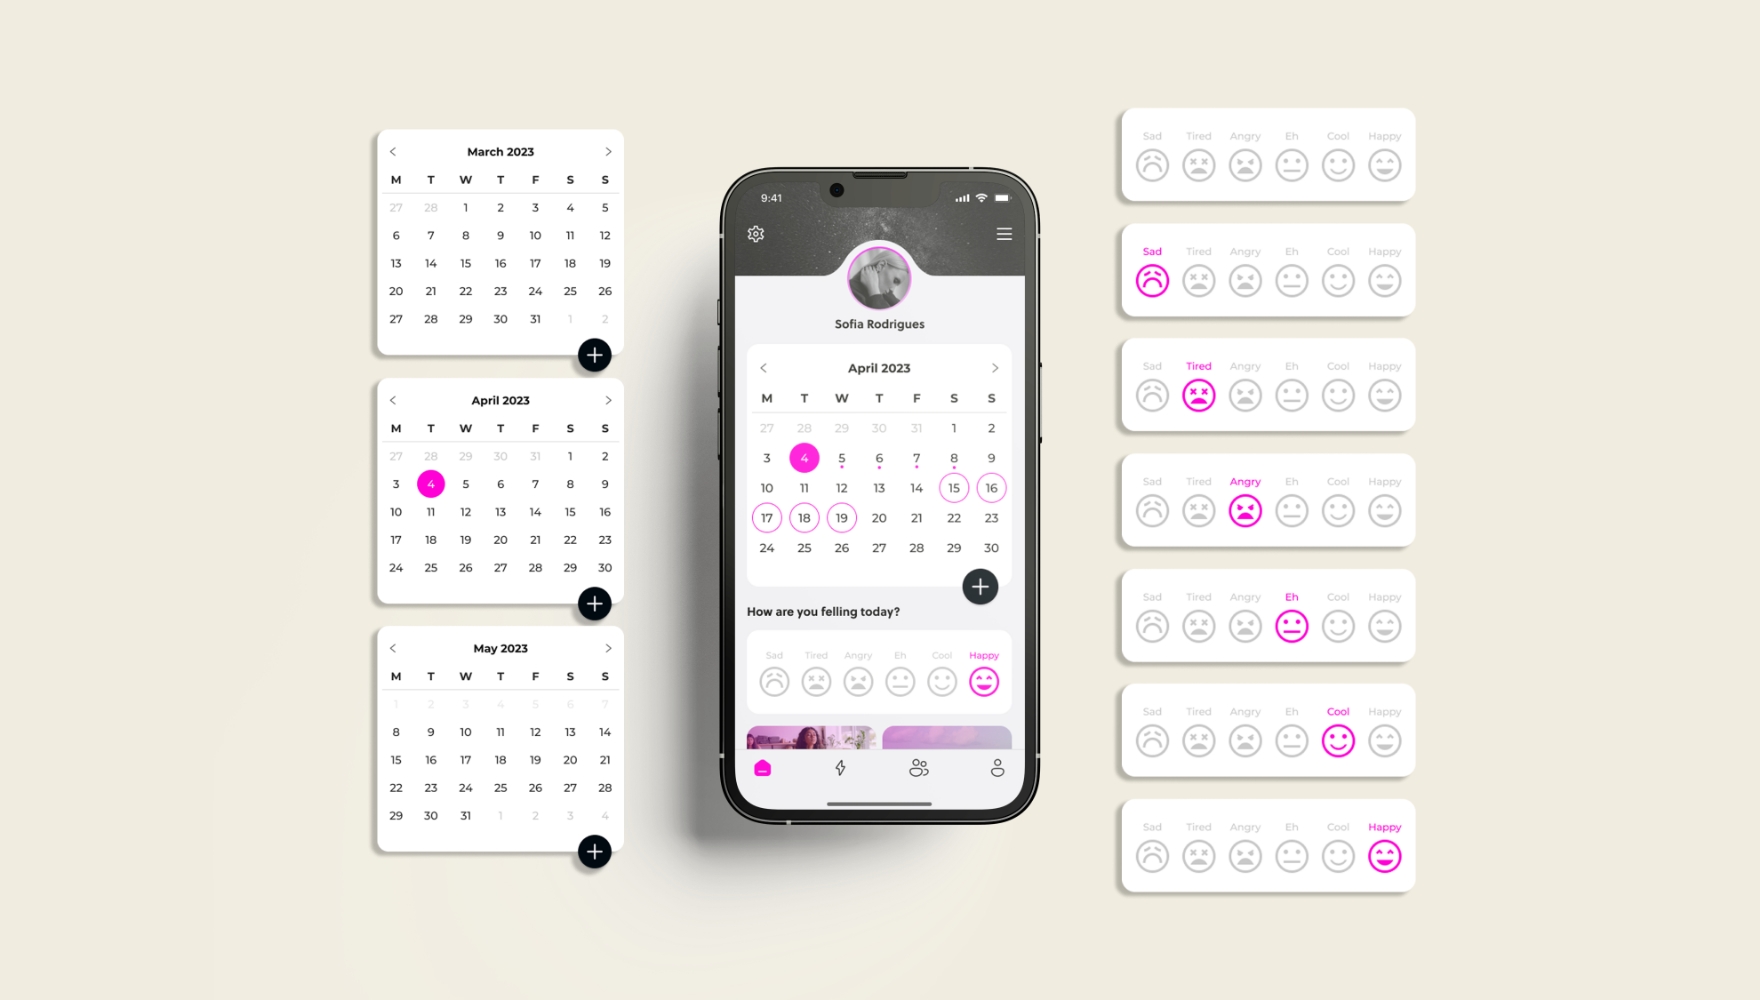 March 2023
M T W T F S S
27 28 1 2 3 4 5
6 7 8 9 10 11 12
13 14 15 16 17 18 19
20 21 22 23 24 25 26
27 28 29 30 31 1 2
April 2023
M T W T F S S
27 28 29 30 31 1 2
3 4 5 6 7 8 9
10 11 12 13 14 15 16
17 18 19 20 21 22 23
24 25 26 27 28 29 30
May 2023
M T W T F S S
1 2 3 4 5 6 7
8 9 10 11 12 13 14
15 16 17 18 19 20 21
22 23 24 25 26 27 28
29 30 31 1 2 3 4
9:41
Sofia Rodrigues
April 2023
M T W T F S S
27 28 29 30 31 1 2
3 4 5 6 7 8 9
10 11 12 13 14 15 16
17 18 19 20 21 22 23
24 25 26 27 28 29 30
How are you felling today?
Sad Tired Angry Eh Cool Happy
Sad Tired Angry Eh Cool Happy
Sad Tired Angry Eh Cool Happy
Sad Tired Angry Eh Cool Happy
Sad Tired Angry Eh Cool Happy
Sad Tired Angry Eh Cool Happy
Sad Tired Angry Eh Cool Happy
Sad Tired Angry Eh Cool Happy